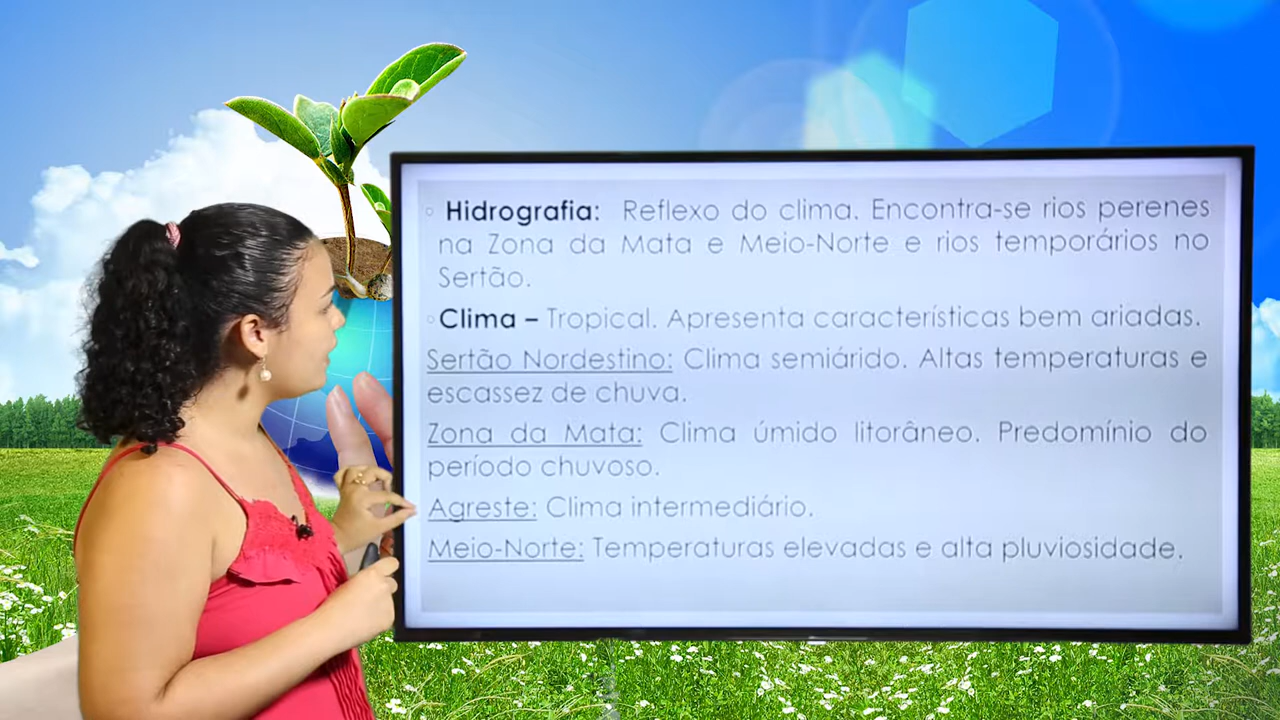 Hidrografia: Reflexo do clima. Encontra-se rios perenes
na Zona da Mata e Meio-Norte e rios temporários no
Sertão.
Clima – Tropical. Apresenta características bem ariadas.
Sertão Nordestino: Clima semiárido. Altas temperaturas e
escassez de chuva.
Zona da Mata: Clima úmido litorâneo. Predomínio do
período chuvoso.
Agreste: Clima intermediário.
Meio-Norte: Temperaturas elevadas e alta pluviosidade.